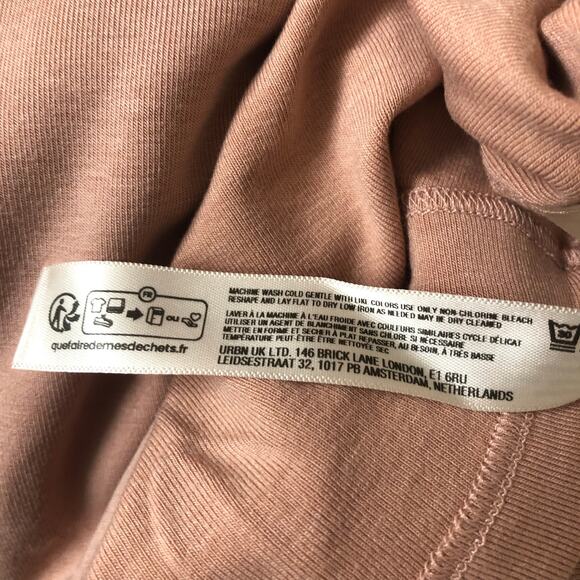 FR
OU
quefairedemesdechets.fr
MACHINE WASH COLD GENTLE WITH LIKE COLORS USE ONLY NON-CHLORINE BLEACH
RESHAPE AND LAY FLAT TO DRY LOW IRON AS NEEDED MAY BE DRY CLEANED
LAVER À LA MACHINE À L'EAU FROIDE AVEC COULEURS SIMILAIRES CYCLE DÉLICAT
UTILISER UN AGENT DE BLANCHIMENT SANS CHLORE SI NÉCESSAIRE
METTRE EN FORME ET SECHER À PLAT REPASSER, AU BESOIN, À TRÈS BASSE
TEMPÉRATURE PEUT-ÊTRE ÊTRE NETTOYÉ SEC
URBN UK LTD. 146 BRICK LANE LONDON, E1 6RU
LEIDSESTRAAT 32, 1017 PB AMSTERDAM, NETHERLANDS
30